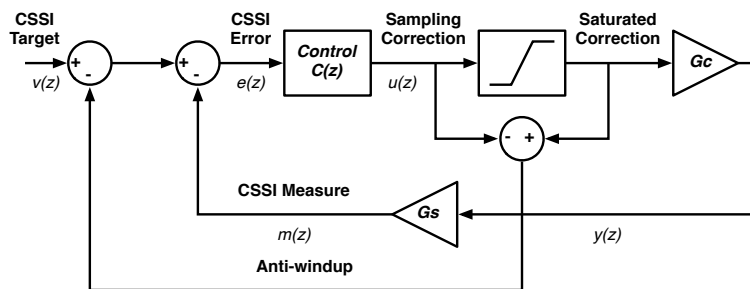 CSSI
Target
CSSI
Error
Sampling
Correction
Saturated
Correction
+
-
v(z)
+
-
e(z)
Control
C(z)
u(z)
Gc
- +
CSSI Measure
Gs
m(z)
y(z)
Anti-windup